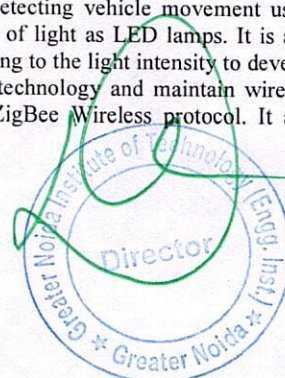 etecting vehicle movement us
of light as LED lamps. It is a
ng to the light intensity to deve
technology and maintain wire
ZigBee Wireless protocol. It a
Greater Noida Institute of Technology (Engg. Inst.)
Director
Greater Noida